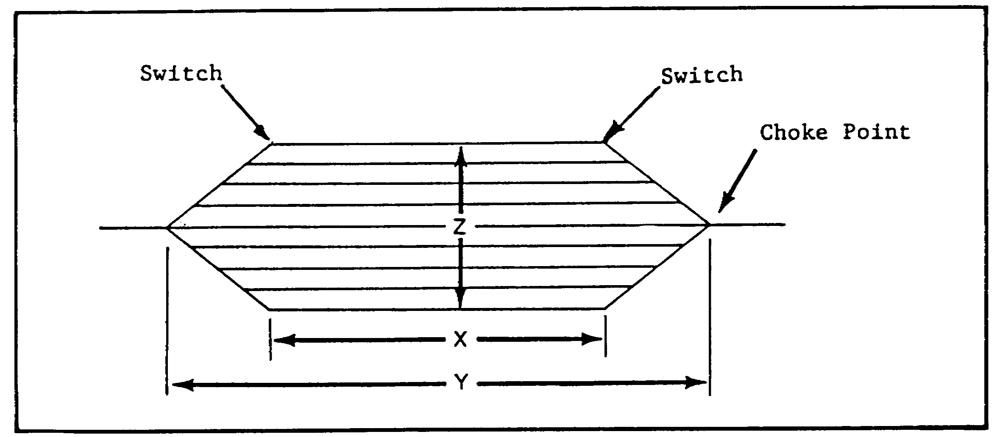 Switch
Switch
Choke Point
Z
X
Y